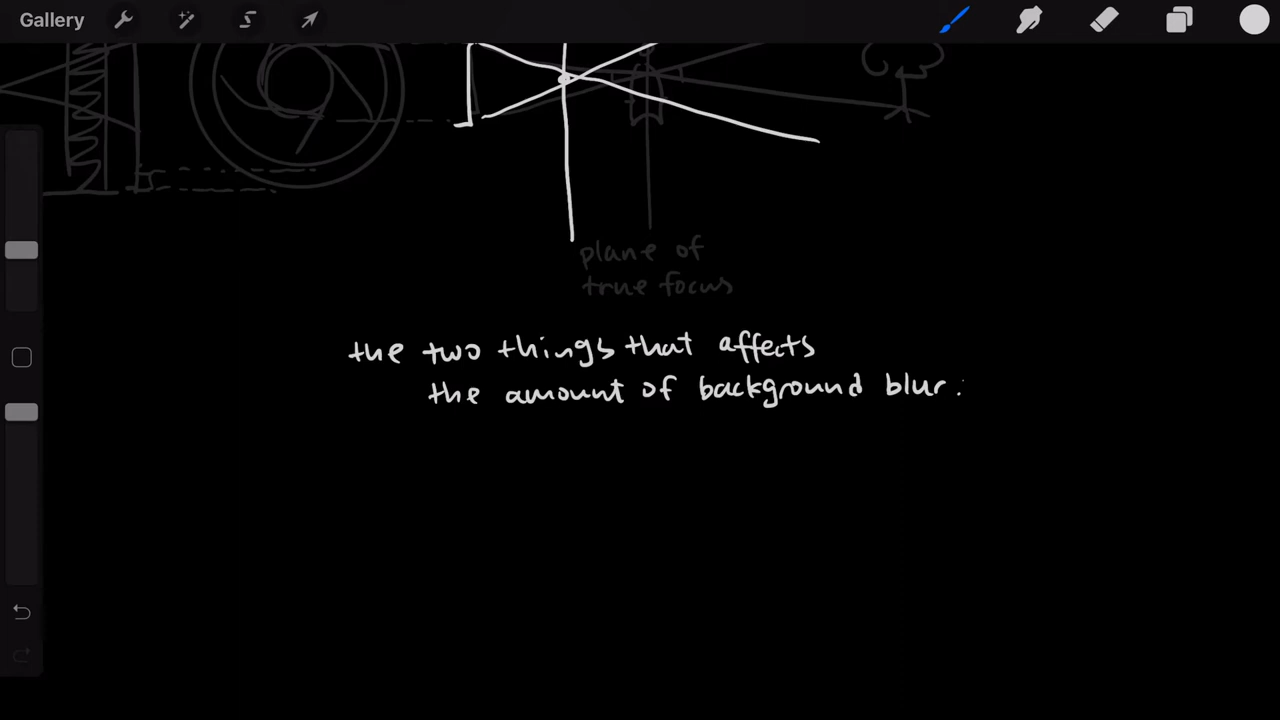 Gallery
plane of
true focus
the two things that affects
the amount of background blur: